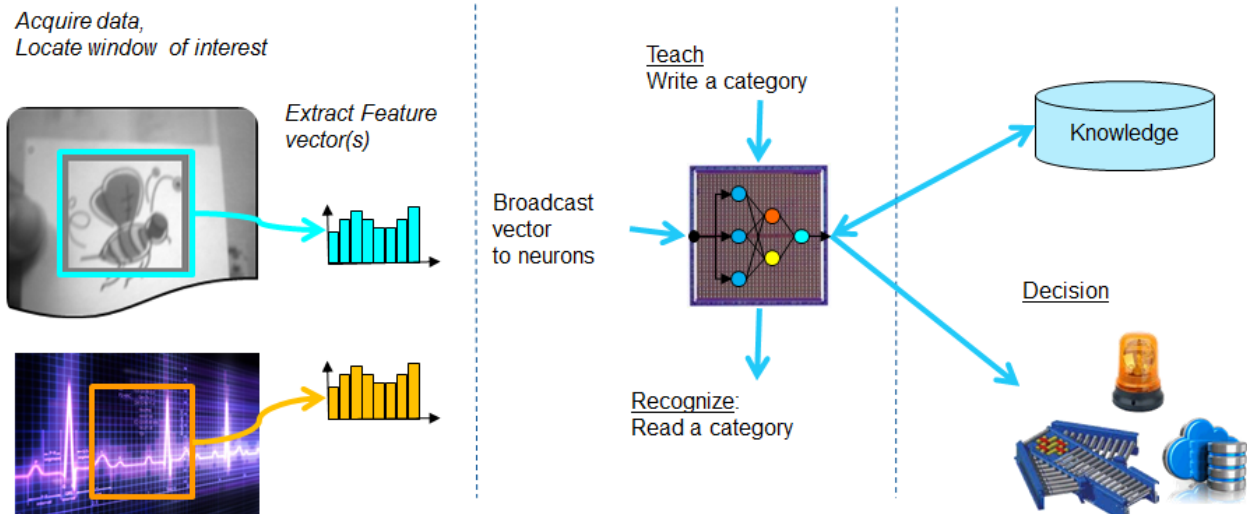 Acquire data,
Locate window of interest
Extract Feature
vector(s)
Broadcast
vector
to neurons
Teach
Write a category
Recognize:
Read a category
Knowledge
Decision